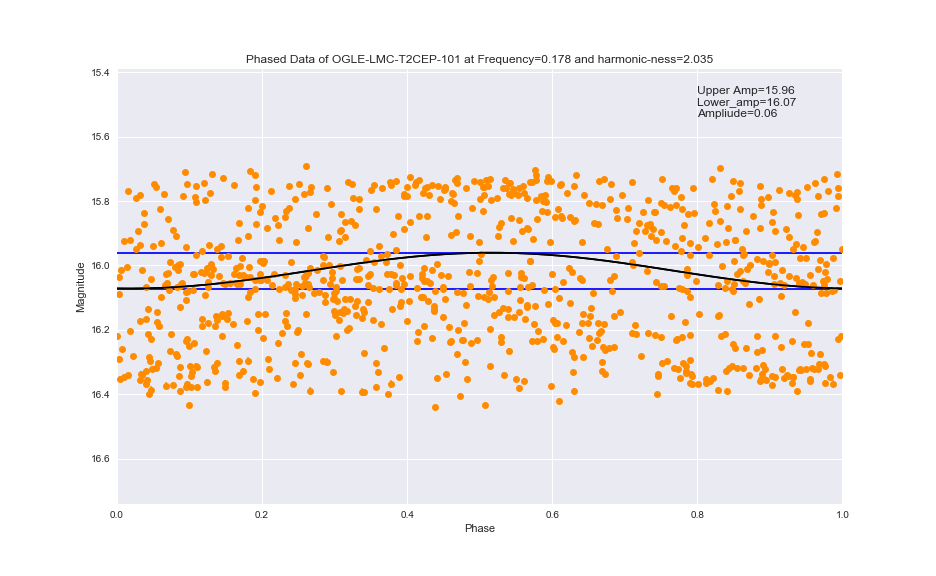 Phased Data of OGLE-LMC-T2CEP-101 at Frequency=0.178 and harmonic-ness=2.035
Upper Amp=15.96
Lower_amp=16.07
Ampliude=0.06
15.4
15.6
15.8
16.0
16.2
16.4
16.6
Magnitude
0.0 0.2 0.4 0.6 0.8 1.0
Phase